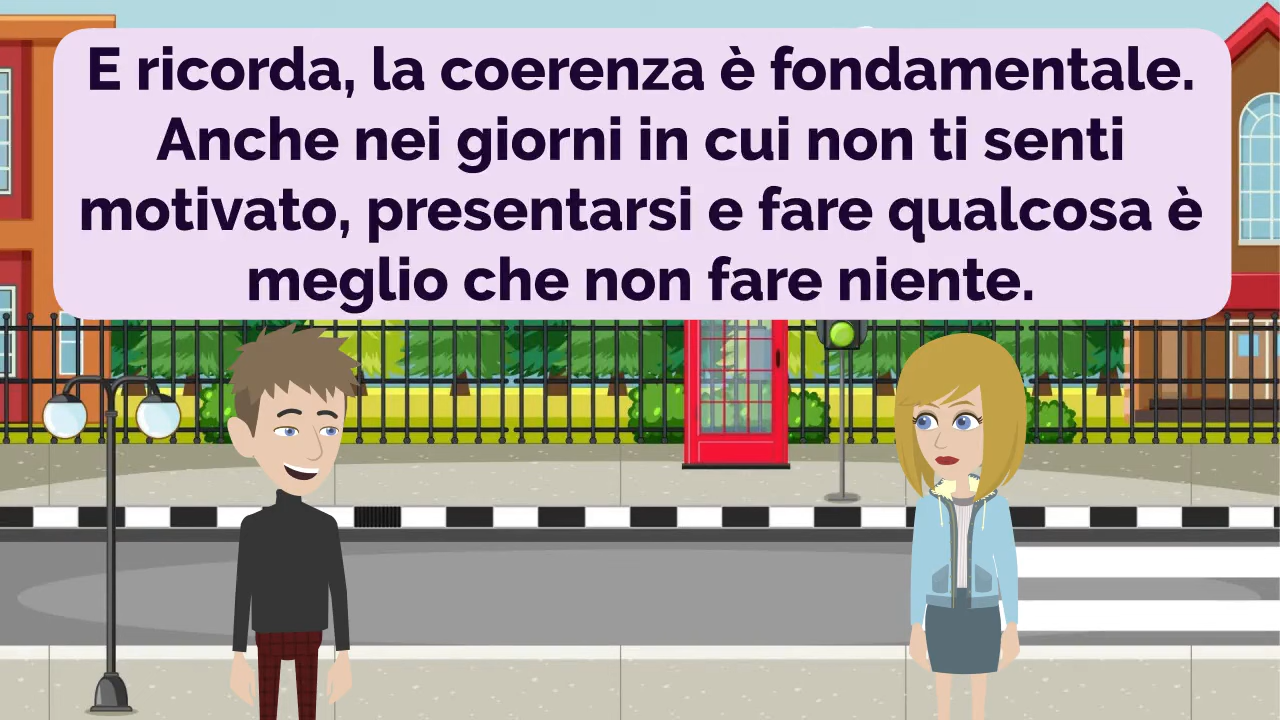 E ricorda, la coerenza è fondamentale.
Anche nei giorni in cui non ti senti
motivato, presentarsi e fare qualcosa è
meglio che non fare niente.